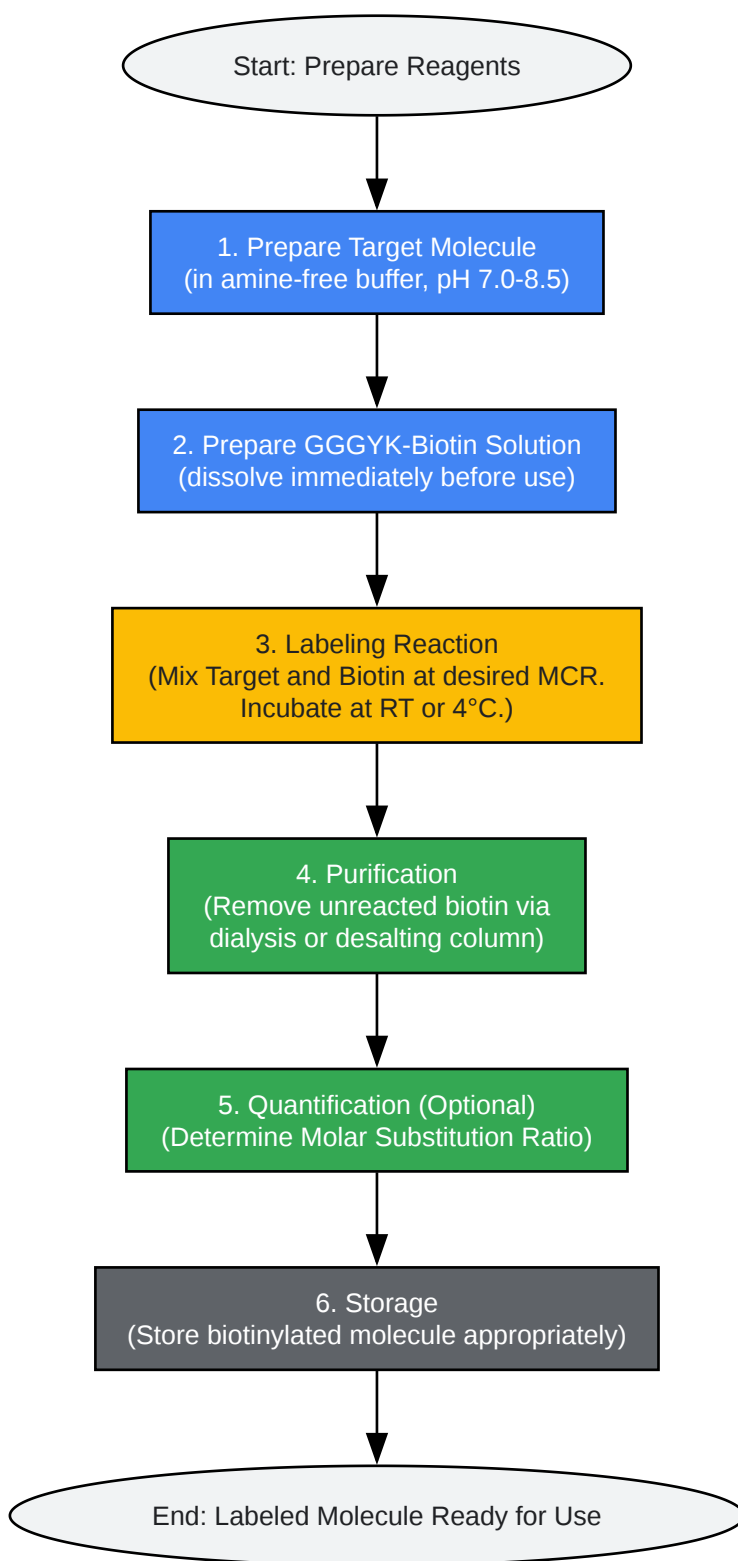 Start: Prepare Reagents
1. Prepare Target Molecule
(in amine-free buffer, pH 7.0-8.5)
2. Prepare GGGYK-Biotin Solution
(dissolve immediately before use)
3. Labeling Reaction
(Mix Target and Biotin at desired MCR.
Incubate at RT or 4°C.)
4. Purification
(Remove unreacted biotin via
dialysis or desalting column)
5. Quantification (Optional)
(Determine Molar Substitution Ratio)
6. Storage
(Store biotinylated molecule appropriately)
End: Labeled Molecule Ready for Use